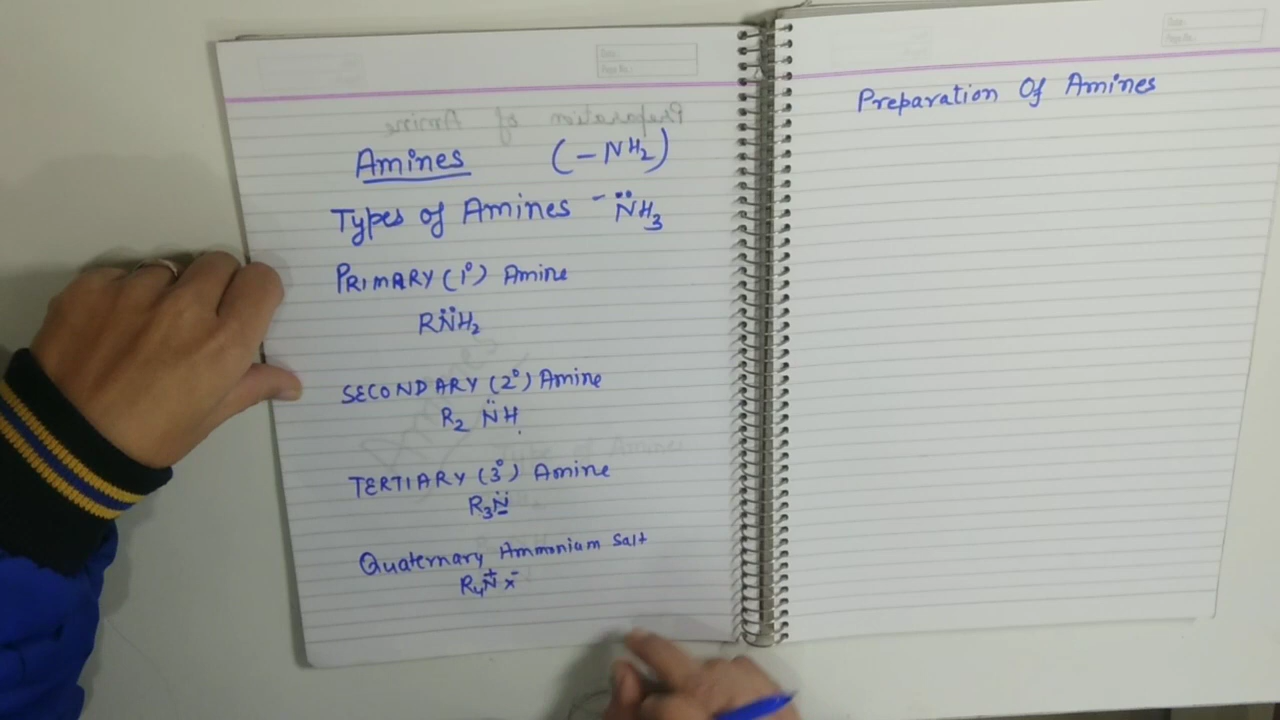 Amines (-NH2)
Types of Amines - N̈H3
PRIMARY (1°) Amine
RN̈H2
SECONDARY (2°) Amine
R2 N̈H
TERTIARY (3°) Amine
R3N̈
Quaternary Ammonium Salt
R4N⁺ x⁻
Preparation Of Amines